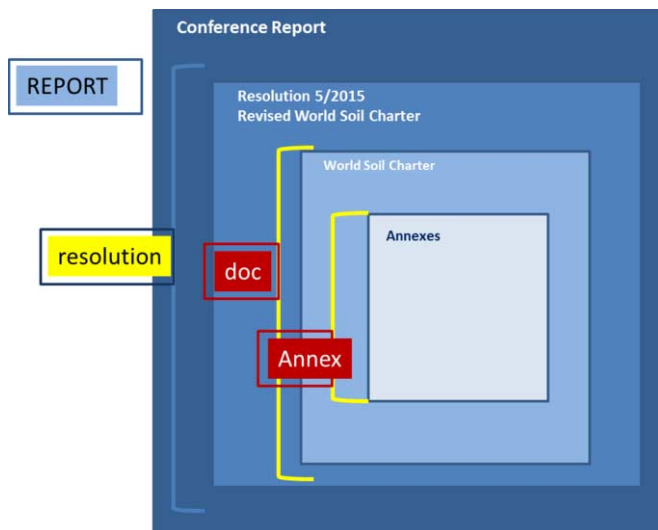 Conference Report
REPORT
Resolution 5/2015
Revised World Soil Charter
World Soil Charter
Annexes
resolution
doc
Annex